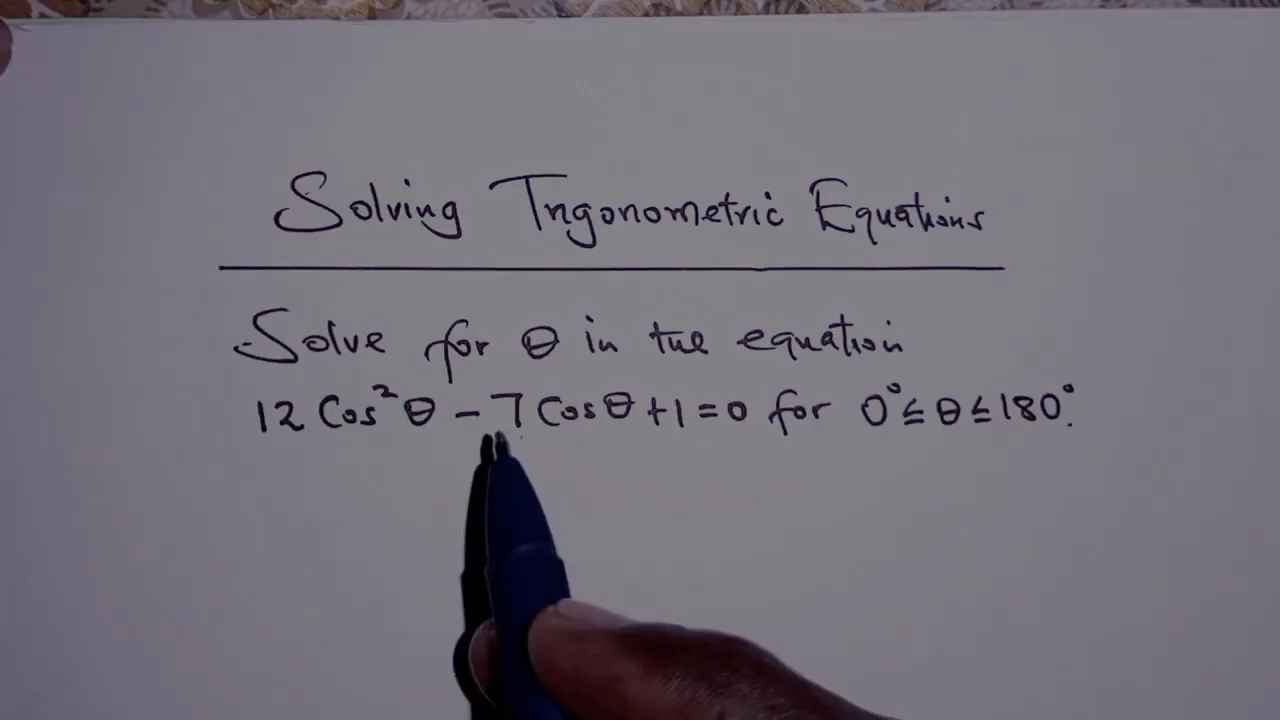 Solving Trigonometric Equations
Solve for θ in the equation
12 Cos²θ - 7 Cosθ + 1 = 0 for 0° ≤ θ ≤ 180°.